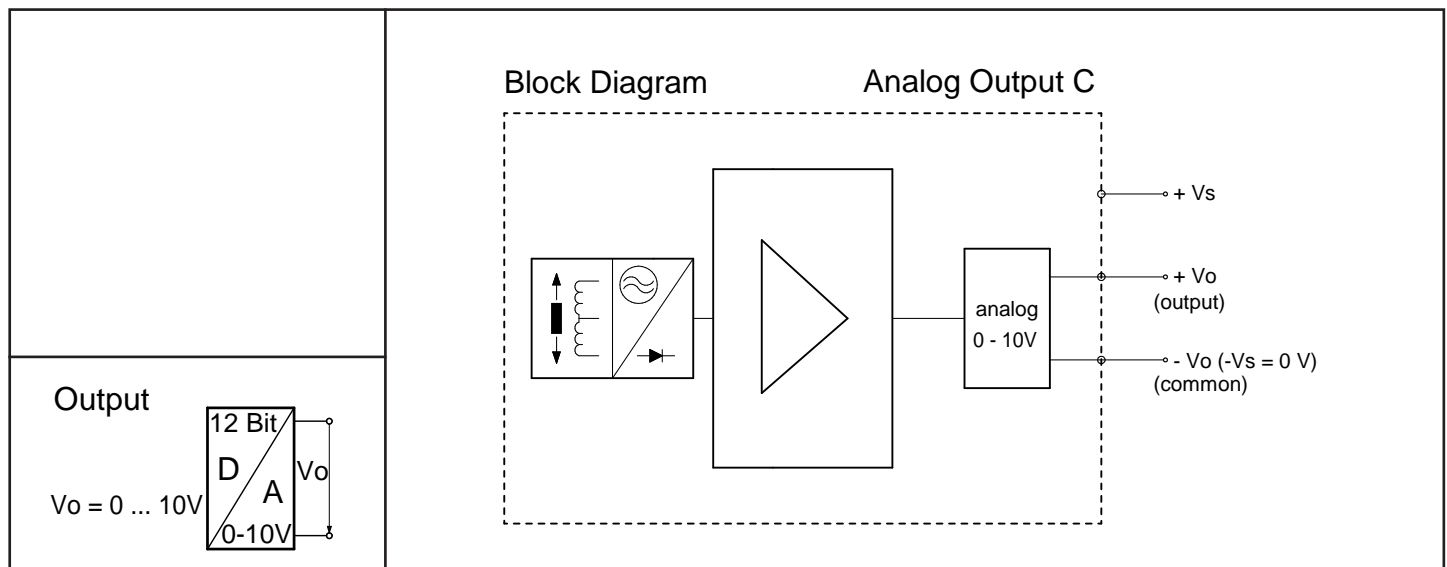 Block Diagram
Analog Output C
+ Vs
+ Vo
(output)
analog
0 - 10V
- Vo (-Vs = 0 V)
(common)
Output
12 Bit
D
Vo
A
Vo = 0 ... 10V
0-10V